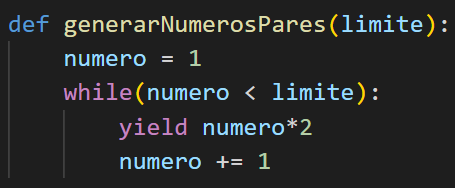 def generarNumerosPares(limite):
    numero = 1
    while(numero < limite):
        yield numero*2
        numero += 1